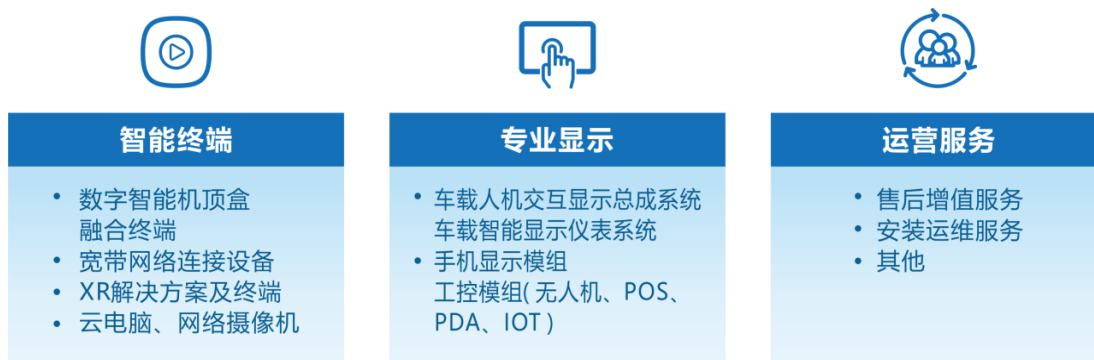 智能终端
• 数字智能机顶盒
融合终端
• 宽带网络连接设备
• XR解决方案及终端
• 云电脑、网络摄像机
专业显示
• 车载人机交互显示总成系统
车载智能显示仪表系统
• 手机显示模组
工控模组( 无人机、POS、
PDA、IOT )
运营服务
• 售后增值服务
• 安装运维服务
• 其他